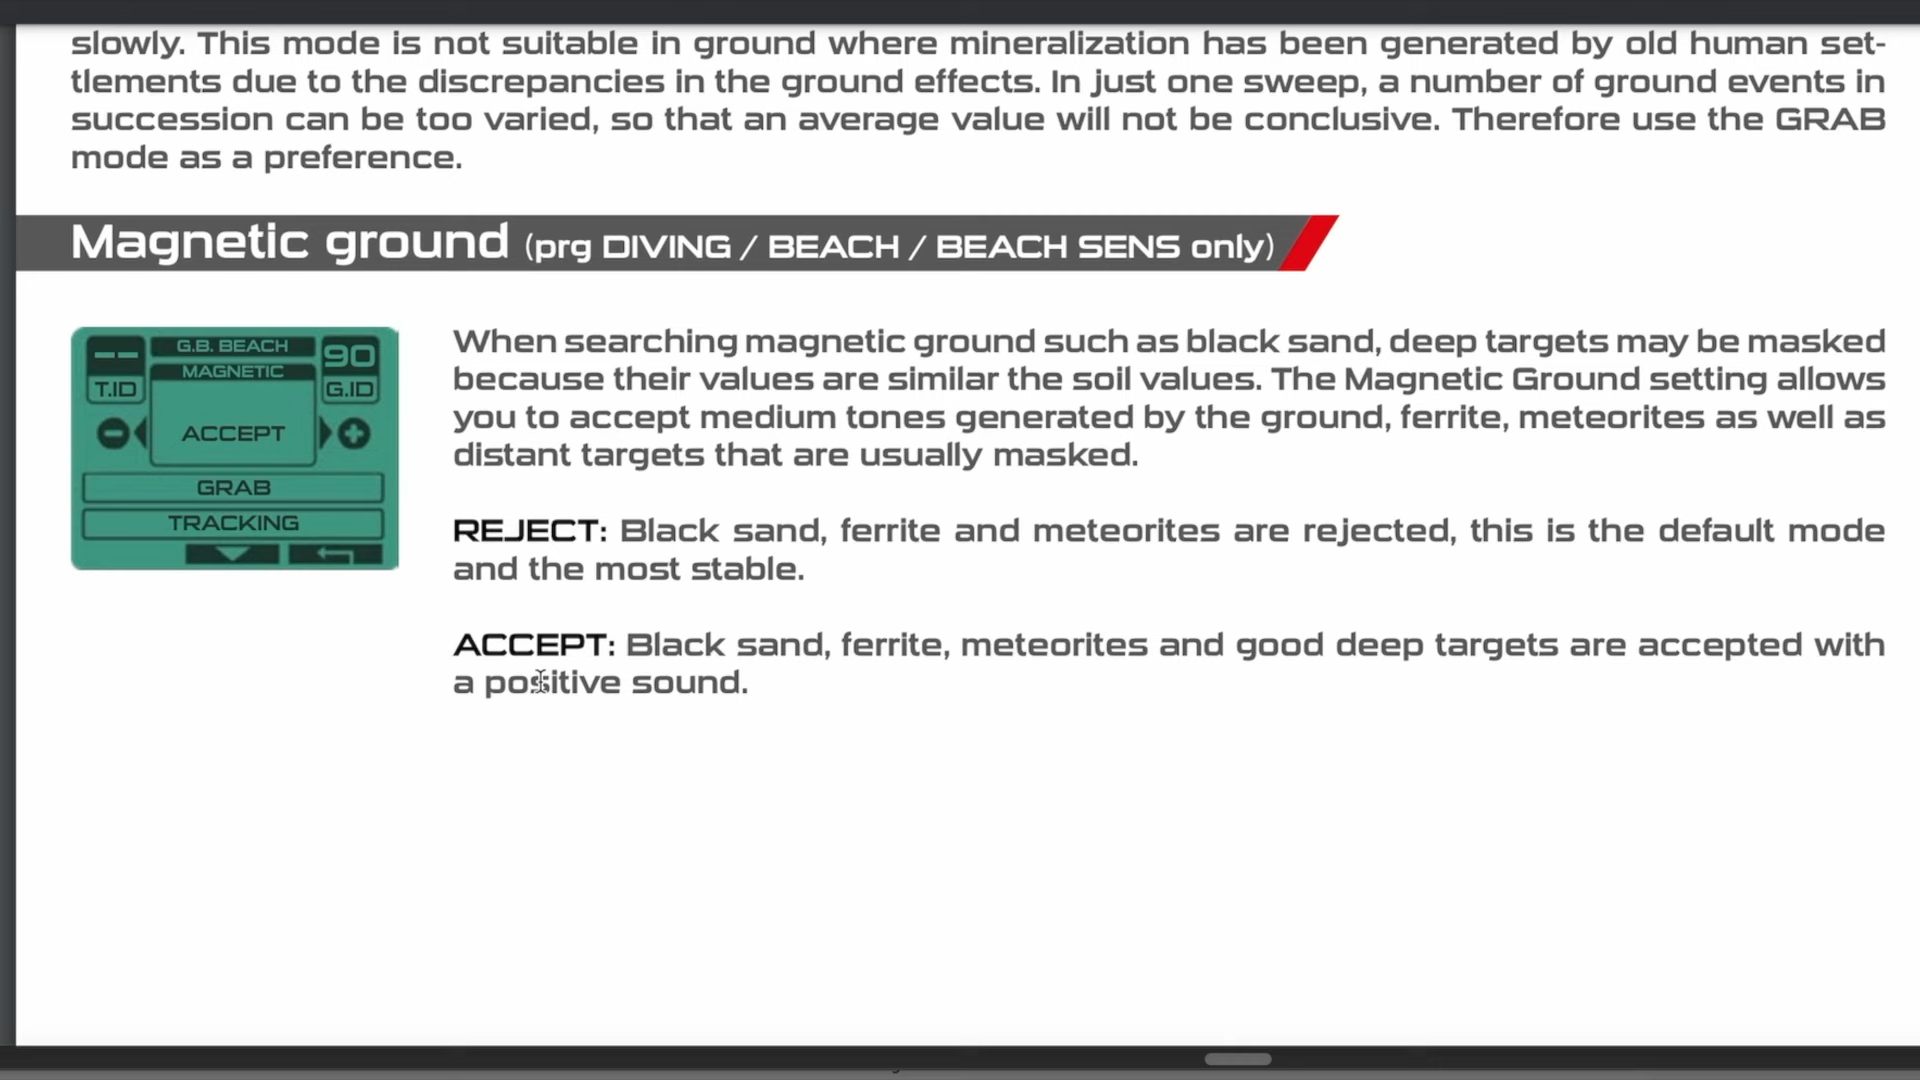 slowly. This mode is not suitable in ground where mineralization has been generated by old human set-
tlements due to the discrepancies in the ground effects. In just one sweep, a number of ground events in
succession can be too varied, so that an average value will not be conclusive. Therefore use the GRAB
mode as a preference.
Magnetic ground (prg DIVING / BEACH / BEACH SENS only)
-- G.B. BEACH 90
MAGNETIC
T.ID G.ID
- ACCEPT +
GRAB
TRACKING
When searching magnetic ground such as black sand, deep targets may be masked
because their values are similar the soil values. The Magnetic Ground setting allows
you to accept medium tones generated by the ground, ferrite, meteorites as well as
distant targets that are usually masked.
REJECT: Black sand, ferrite and meteorites are rejected, this is the default mode
and the most stable.
ACCEPT: Black sand, ferrite, meteorites and good deep targets are accepted with
a positive sound.